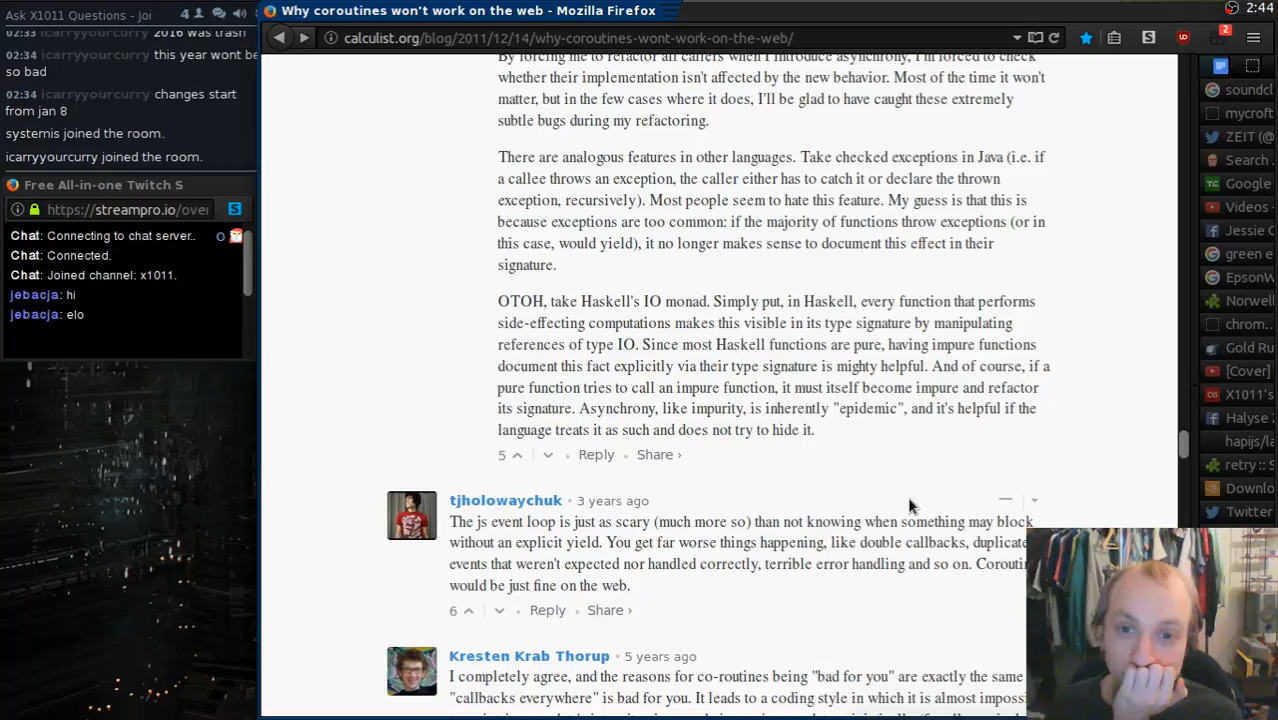 Ask X1011 Questions - Joi
4
02:33 icarryyourcurry 2016 was trash
02:34 icarryyourcurry this year wont be
so bad
02:34 icarryyourcurry changes start
from jan 8
systemis joined the room.
icarryyourcurry joined the room.
Free All-in-one Twitch S
https://streampro.io/over
Chat: Connecting to chat server..
Chat: Connected.
Chat: Joined channel: x1011.
jebacja: hi
jebacja: elo
Why coroutines won't work on the web - Mozilla Firefox
2:44
calculist.org/blog/2011/12/14/why-coroutines-wont-work-on-the-web/
2
By forcing me to refactor all callers when I introduce asynchrony, I'm forced to check
whether their implementation isn't affected by the new behavior. Most of the time it won't
matter, but in the few cases where it does, I'll be glad to have caught these extremely
subtle bugs during my refactoring.
There are analogous features in other languages. Take checked exceptions in Java (i.e. if
a callee throws an exception, the caller either has to catch it or declare the thrown
exception, recursively). Most people seem to hate this feature. My guess is that this is
because exceptions are too common: if the majority of functions throw exceptions (or in
this case, would yield), it no longer makes sense to document this effect in their
signature.
OTOH, take Haskell's IO monad. Simply put, in Haskell, every function that performs
side-effecting computations makes this visible in its type signature by manipulating
references of type IO. Since most Haskell functions are pure, having impure functions
document this fact explicitly via their type signature is mighty helpful. And of course, if a
pure function tries to call an impure function, it must itself become impure and refactor
its signature. Asynchrony, like impurity, is inherently "epidemic", and it's helpful if the
language treats it as such and does not try to hide it.
5 • Reply • Share ›
tjholowaychuk • 3 years ago
The js event loop is just as scary (much more so) than not knowing when something may block
without an explicit yield. You get far worse things happening, like double callbacks, duplicate
events that weren't expected nor handled correctly, terrible error handling and so on. Corouti
would be just fine on the web.
6 • Reply • Share ›
Kresten Krab Thorup • 5 years ago
I completely agree, and the reasons for co-routines being "bad for you" are exactly the same
"callbacks everywhere" is bad for you. It leads to a coding style in which it is almost impossi
soundcl
mycroft
ZEIT (@
Search
Google
Videos -
Jessie C
green e
EpsonW
Norwell
chrom...
Gold Ru
[Cover]
X1011's
Halyse Z
hapijs/la
retry :: S
Downlo
Twitter